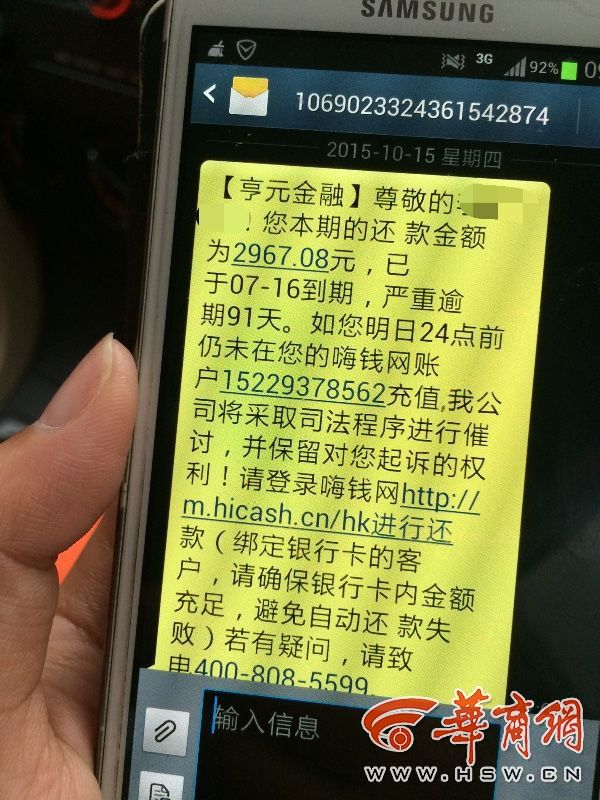 SAMSUNG
3G 92% 09
1069023324361542874
2015-10-15 星期四
【亨元金融】尊敬的
！您本期的还 款金额
为2967.08元，已
于07-16到期，严重逾
期91天。如您明日24点前
仍未在您的嗨钱网账
户15229378562充值,我公
司将采取司法程序进行催
讨，并保留对您起诉的权
利！请登录嗨钱网http://
m.hicash.cn/hk进行还
款（绑定银行卡的客
户，请确保银行卡内金额
充足，避免自动还 款失
败）若有疑问，请致
电400-808-5599.
输入信息
華商網
WWW.HSW.CN